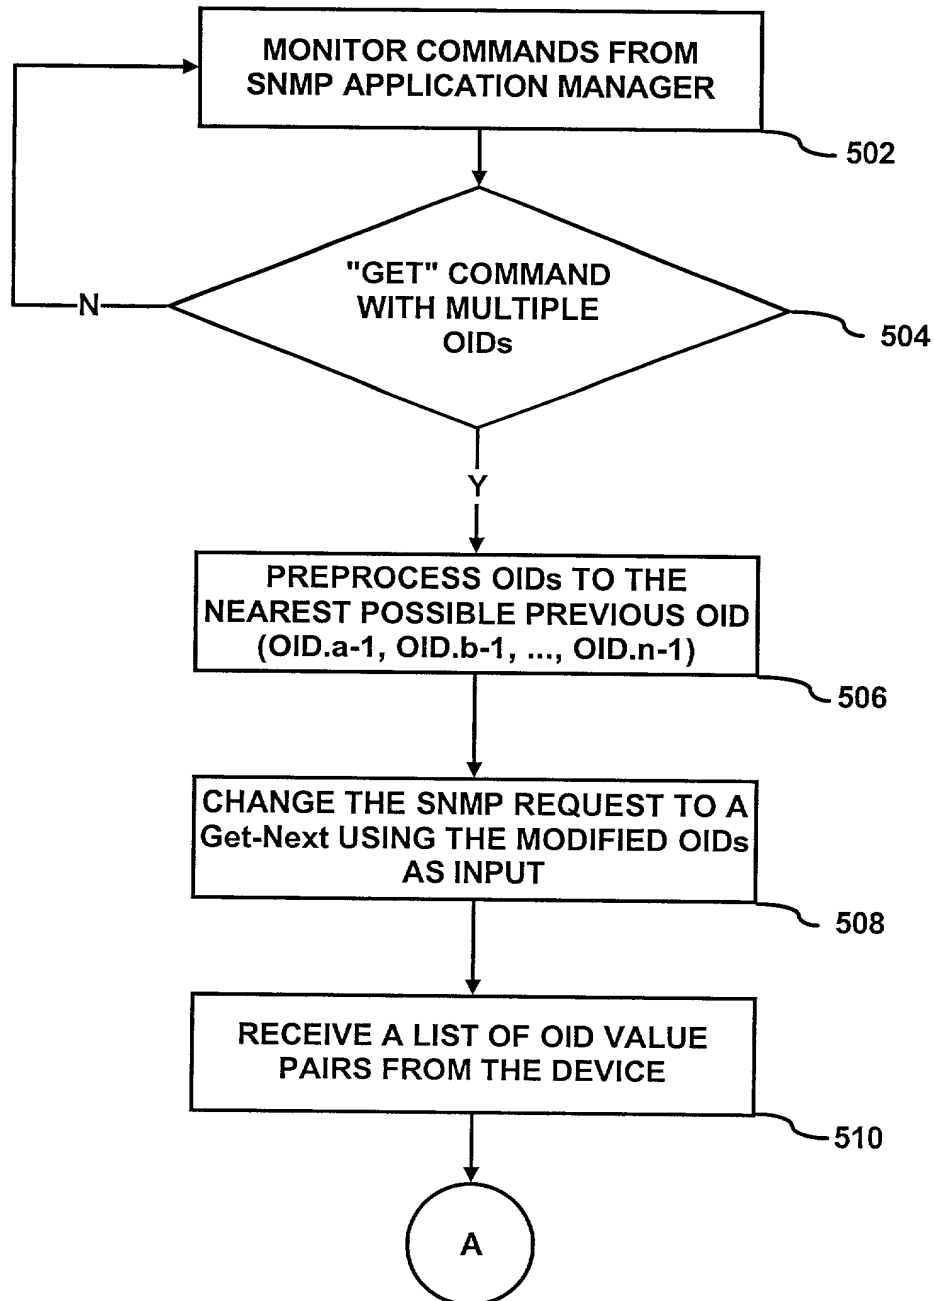 MONITOR COMMANDS FROM
SNMP APPLICATION MANAGER
502
"GET" COMMAND
WITH MULTIPLE
OIDs
N
504
Y
PREPROCESS OIDs TO THE
NEAREST POSSIBLE PREVIOUS OID
(OID.a-1, OID.b-1, ..., OID.n-1)
506
CHANGE THE SNMP REQUEST TO A
Get-Next USING THE MODIFIED OIDs
AS INPUT
508
RECEIVE A LIST OF OID VALUE
PAIRS FROM THE DEVICE
510
A